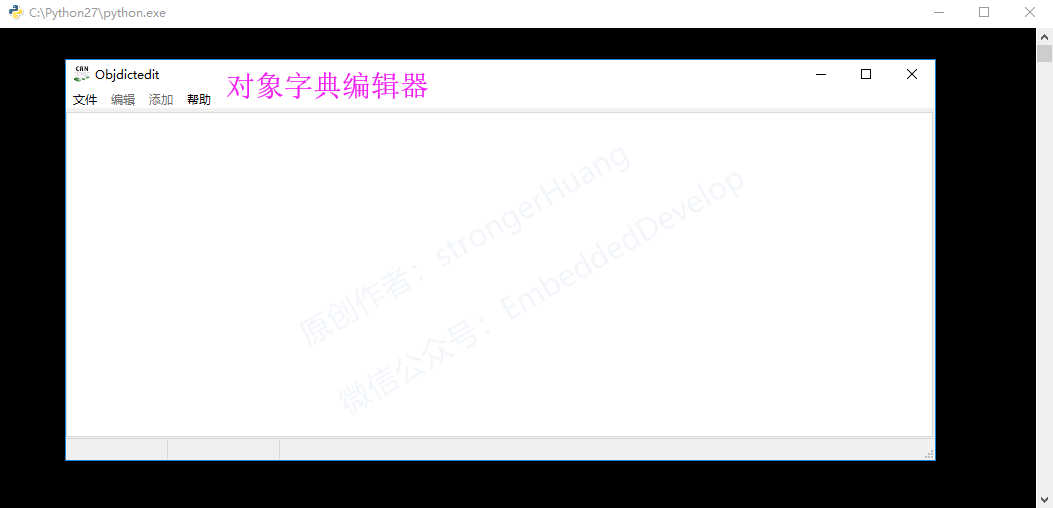 C:\Python27\python.exe
CAN
Objdictedit
对象字典编辑器
文件 编辑 添加 帮助
原创作者：strongerHuang
微信公众号：EmbeddedDevelop